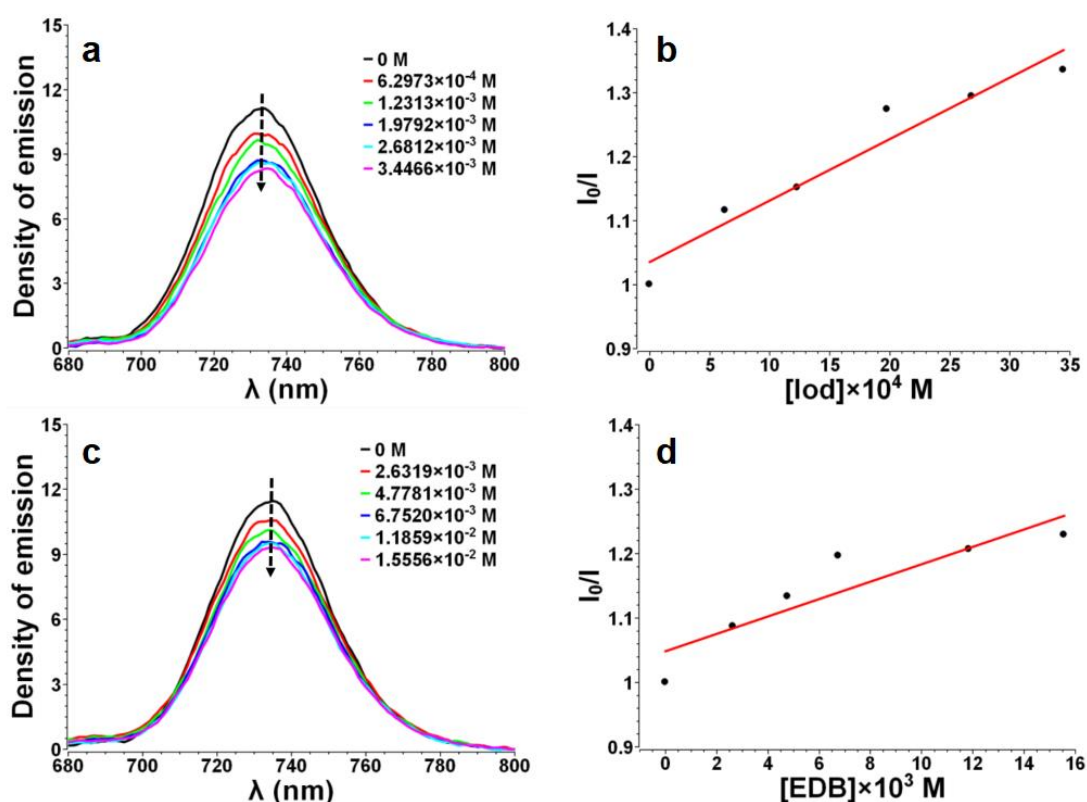 a
15
12
9
6
3
0
Density of emission
0 M
6.2973×10⁻⁴ M
1.2313×10⁻³ M
1.9792×10⁻³ M
2.6812×10⁻³ M
3.4466×10⁻³ M
680 700 720 740 760 780 800
λ (nm)
b
1.4
1.3
1.2
1.1
1
0.9
I₀/I
0 5 10 15 20 25 30 35
[Iod]×10⁴ M
c
15
12
9
6
3
0
Density of emission
0 M
2.6319×10⁻³ M
4.7781×10⁻³ M
6.7520×10⁻³ M
1.1859×10⁻² M
1.5556×10⁻² M
680 700 720 740 760 780 800
λ (nm)
d
1.4
1.3
1.2
1.1
1
0.9
I₀/I
0 2 4 6 8 10 12 14 16
[EDB]×10³ M